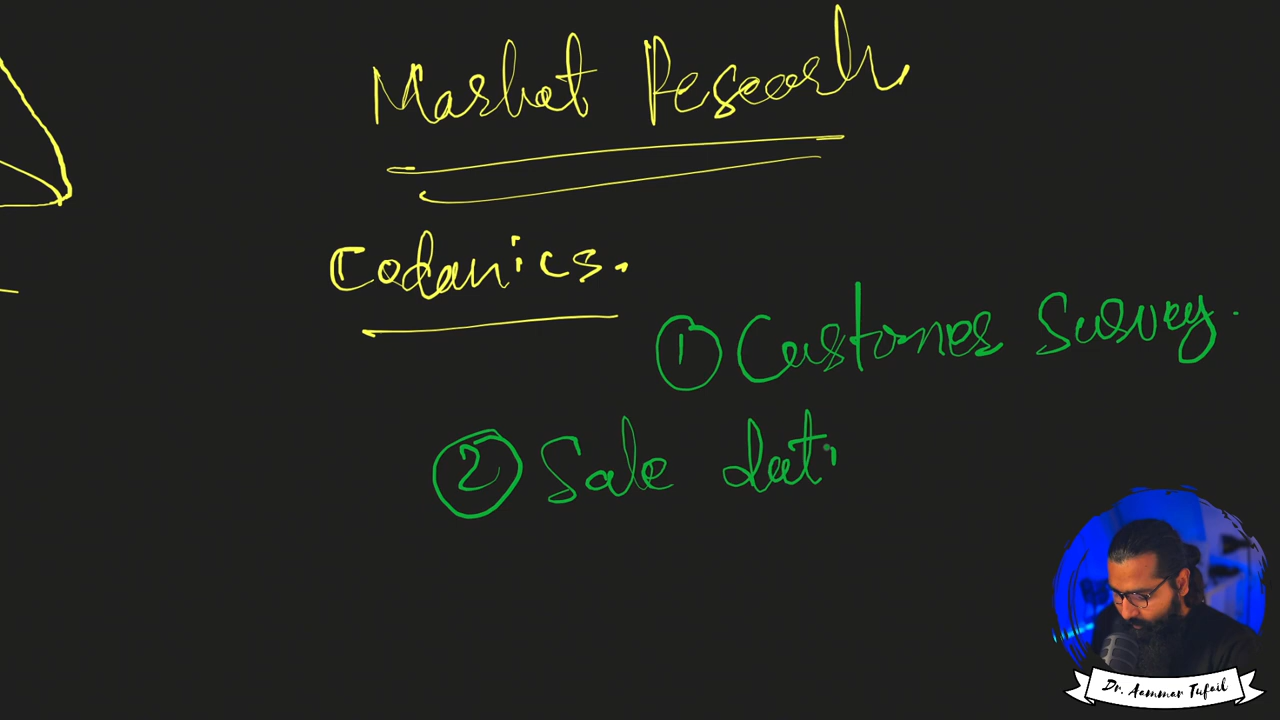 Market Research
Codanics.
① Customer Survey.
② Sale dat
Dr. Aammar Tufail